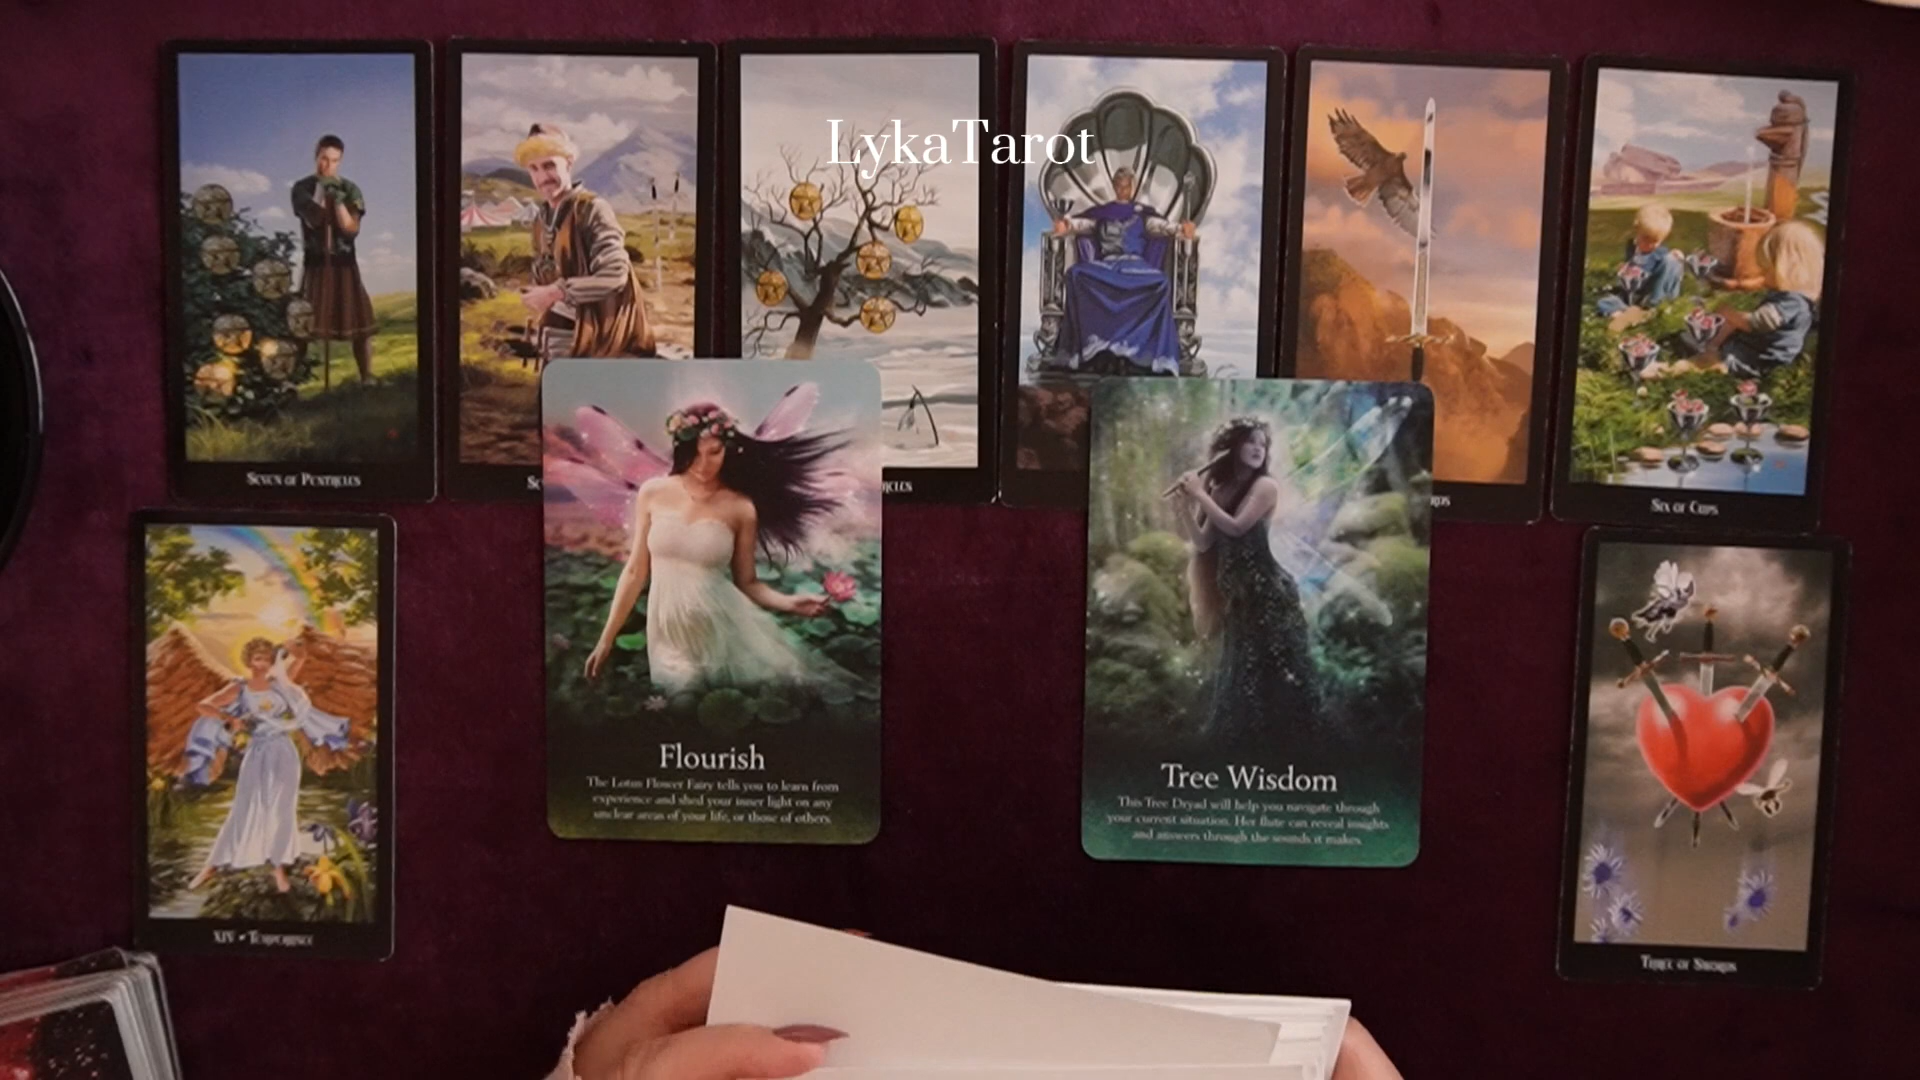 LykaTarot
Seven of Pentacles
Six of Cups
Flourish
The Lotus Flower Fairy tells you to learn from
experience and shed your inner light on any
unclear areas of your life, or those of others.
Tree Wisdom
This Tree Dryad will help you navigate through
your current situation. Her flute can reveal insights
and answers through the sounds it makes.
XIV • Temperance
Three of Swords